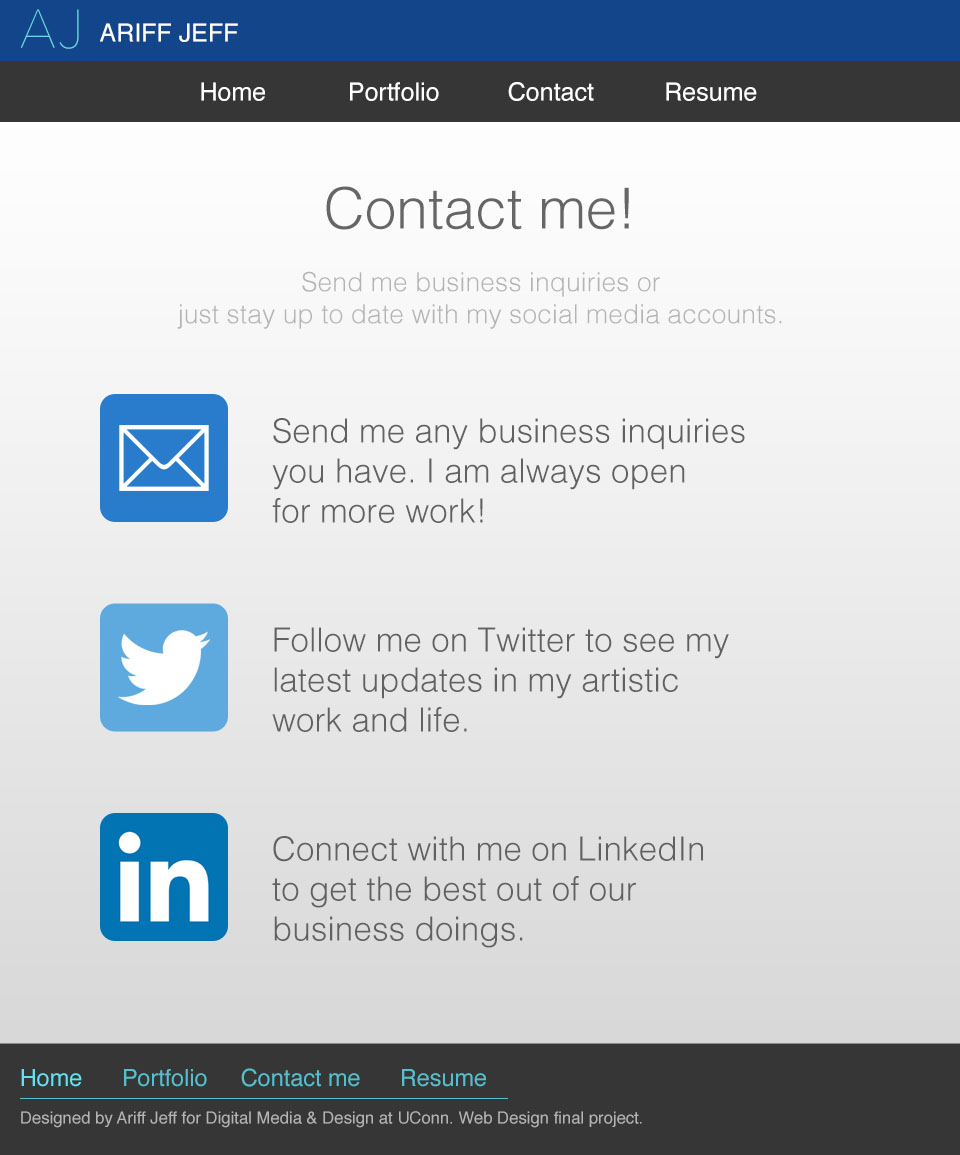 AJ ARIFF JEFF
Home Portfolio Contact Resume
Contact me!
Send me business inquiries or
just stay up to date with my social media accounts.
Send me any business inquiries
you have. I am always open
for more work!
Follow me on Twitter to see my
latest updates in my artistic
work and life.
in
Connect with me on LinkedIn
to get the best out of our
business doings.
Home Portfolio Contact me Resume
Designed by Ariff Jeff for Digital Media & Design at UConn. Web Design final project.